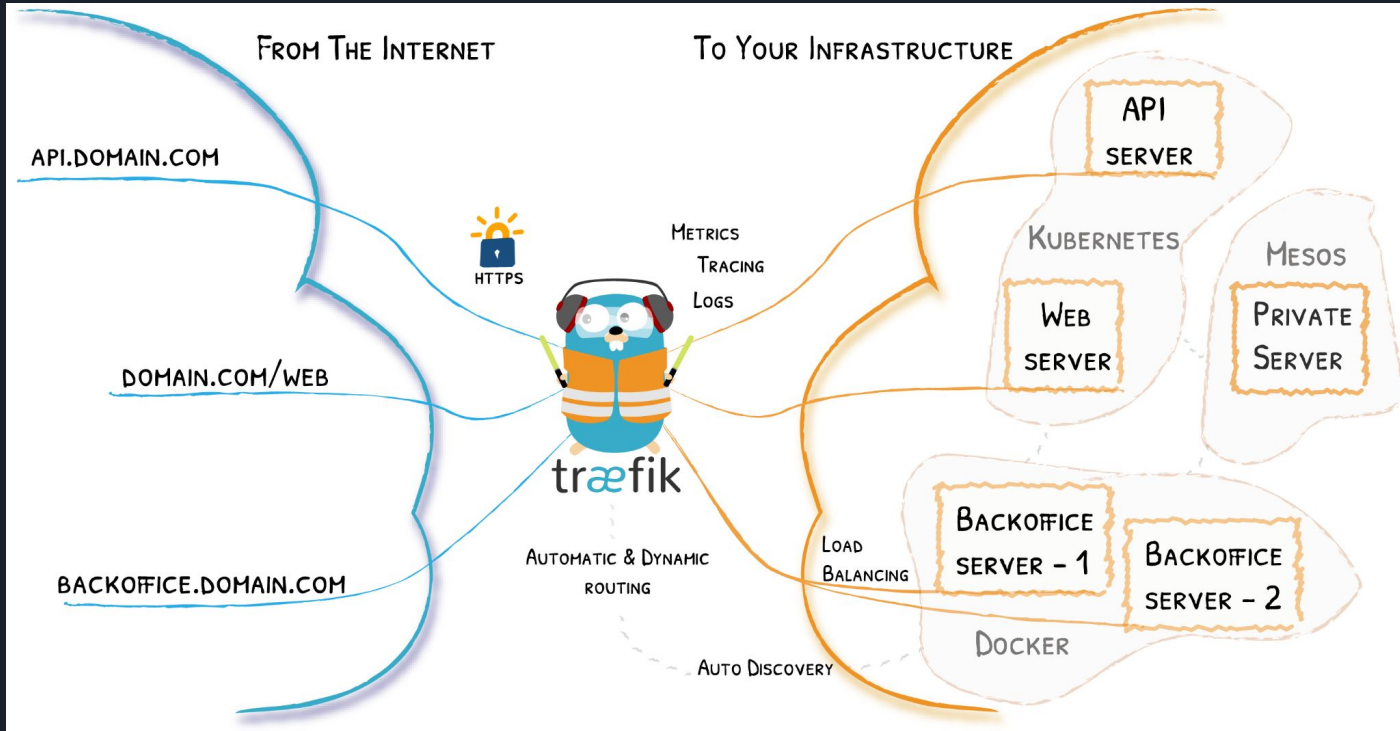 From The Internet
To Your Infrastructure
api.domain.com
domain.com/web
backoffice.domain.com
HTTPS
Metrics
Tracing
Logs
træfik
Automatic & Dynamic
routing
Auto Discovery
Load
Balancing
API
server
Kubernetes
Web
server
Mesos
Private
Server
Backoffice
server - 1
Backoffice
server - 2
Docker